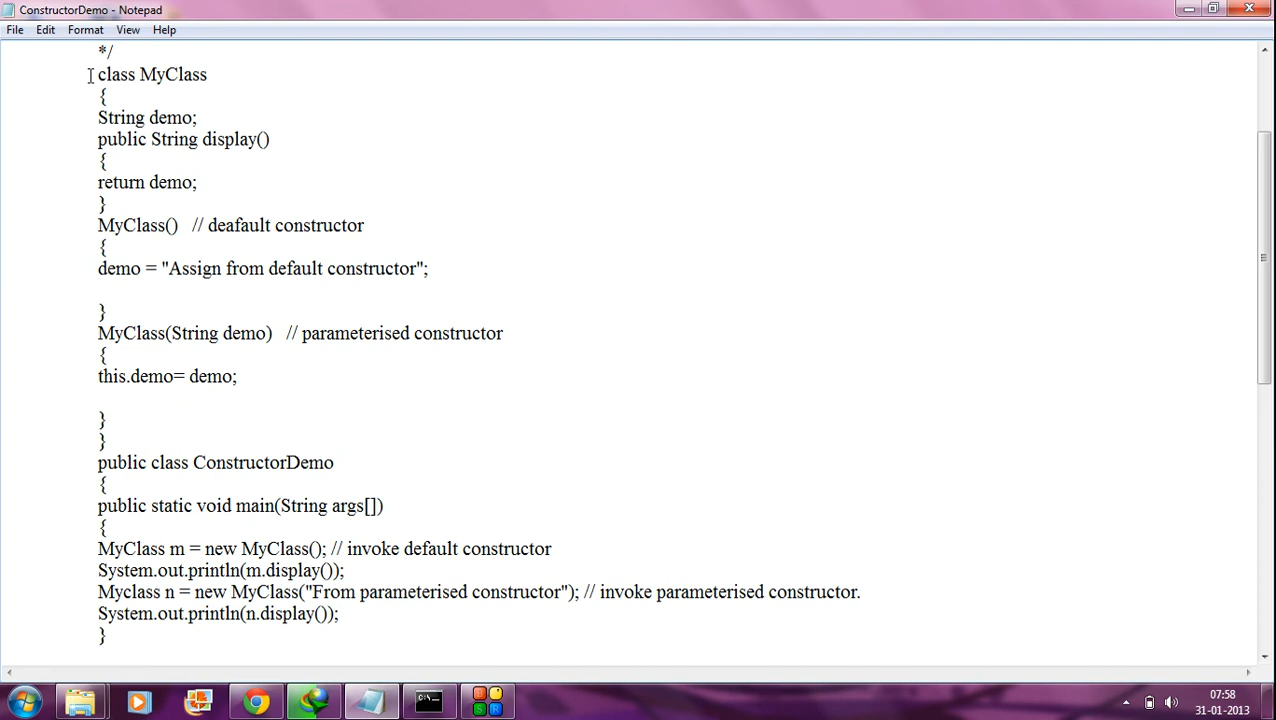 ConstructorDemo - Notepad
File Edit Format View Help
*/
class MyClass
{
String demo;
public String display()
{
return demo;
}
MyClass() // deafault constructor
{
demo = "Assign from default constructor";
}
MyClass(String demo) // parameterised constructor
{
this.demo= demo;
}
}
public class ConstructorDemo
{
public static void main(String args[])
{
MyClass m = new MyClass(); // invoke default constructor
System.out.println(m.display());
Myclass n = new MyClass("From parameterised constructor"); // invoke parameterised constructor.
System.out.println(n.display());
}
07:58
31-01-2013